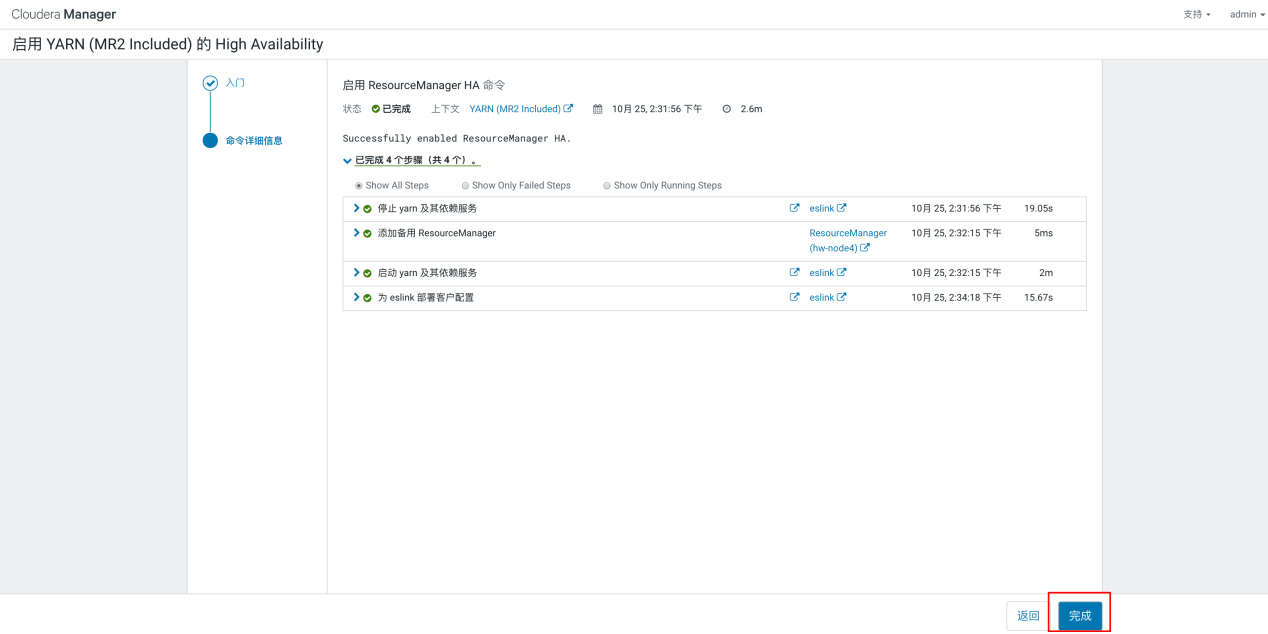 Cloudera Manager
支持 admin
启用 YARN (MR2 Included) 的 High Availability
入门
命令详细信息
启用 ResourceManager HA 命令
状态 已完成 上下文 YARN (MR2 Included) 10月 25, 2:31:56 下午 2.6m
Successfully enabled ResourceManager HA.
已完成 4 个步骤（共 4 个）。
Show All Steps Show Only Failed Steps Show Only Running Steps
停止 yarn 及其依赖服务 eslink 10月 25, 2:31:56 下午 19.05s
添加备用 ResourceManager ResourceManager 10月 25, 2:32:15 下午 5ms
(hw-node4)
启动 yarn 及其依赖服务 eslink 10月 25, 2:32:15 下午 2m
为 eslink 部署客户配置 eslink 10月 25, 2:34:18 下午 15.67s
返回 完成